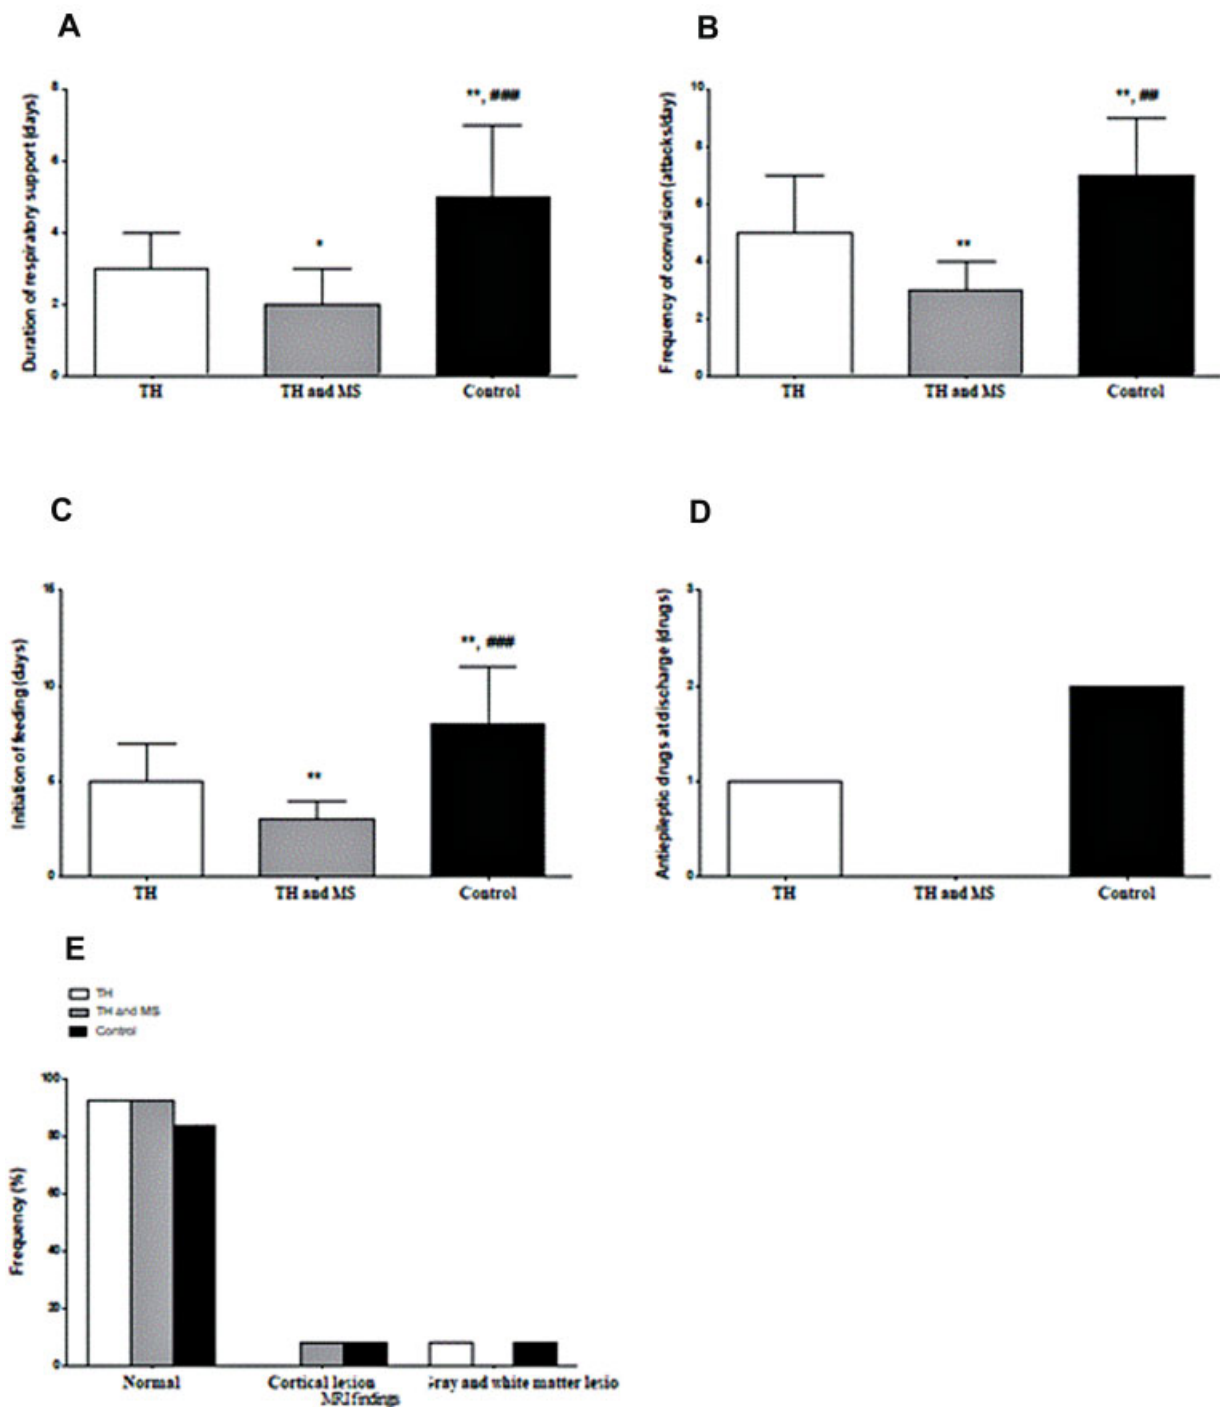 A
Duration of respiratory support (days)
8
6
4
2
0
*
**, ###
TH
TH and MS
Control
B
Frequency of convulsion (attacks/day)
10
8
6
4
2
0
**
**, ##
TH
TH and MS
Control
C
Initiation of feeding (days)
15
10
5
0
**
**, ###
TH
TH and MS
Control
D
Antiepileptic drugs at discharge (drugs)
3
2
1
0
TH
TH and MS
Control
E
TH
TH and MS
Control
Frequency (%)
100
80
60
40
20
0
Normal
Cortical lesion
Gray and white matter lesio
MRI findings